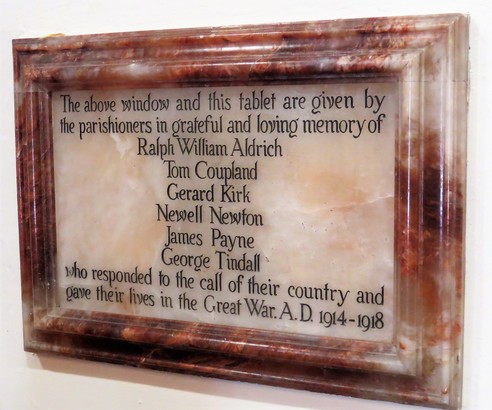 The above window and this tablet are given by
the parishioners in grateful and loving memory of
Ralph William Aldrich
Tom Coupland
Gerard Kirk
Newell Newton
James Payne
George Tindall
who responded to the call of their country and
gave their lives in the Great War. A.D. 1914-1918